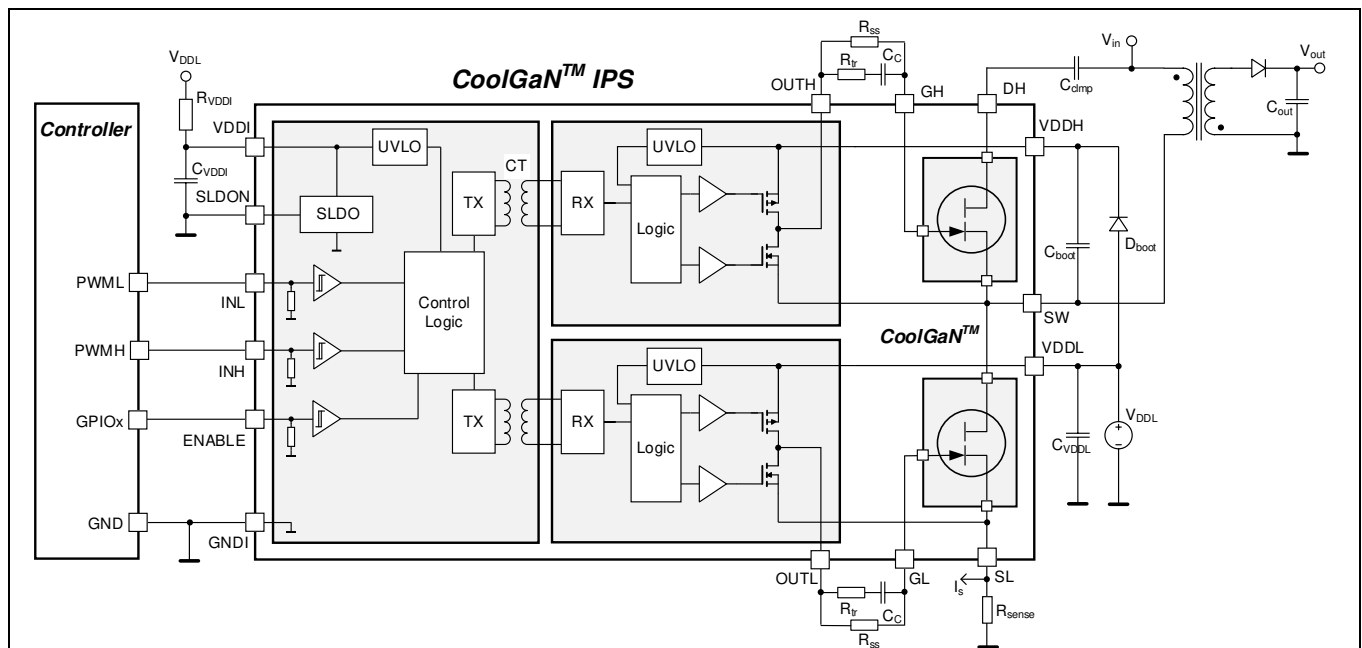 CoolGaN™ IPS
Controller
VDDL
RVDDI
VDDI
CVDDI
SLDON
PWML
INL
PWMH
INH
GPIOx
ENABLE
GND
GNDI
UVLO
SLDO
Control
Logic
TX
CT
TX
RX
UVLO
Logic
RX
UVLO
Logic
Rss
Rtr
CC
OUTH
GH
DH
Cclmp
Vin
Vout
Cout
VDDH
Cboot
Dboot
SW
CoolGaN™
VDDL
CVDDL
VDDL
+
−
OUTL
GL
SL
Rtr
CC
Rss
Is
Rsense